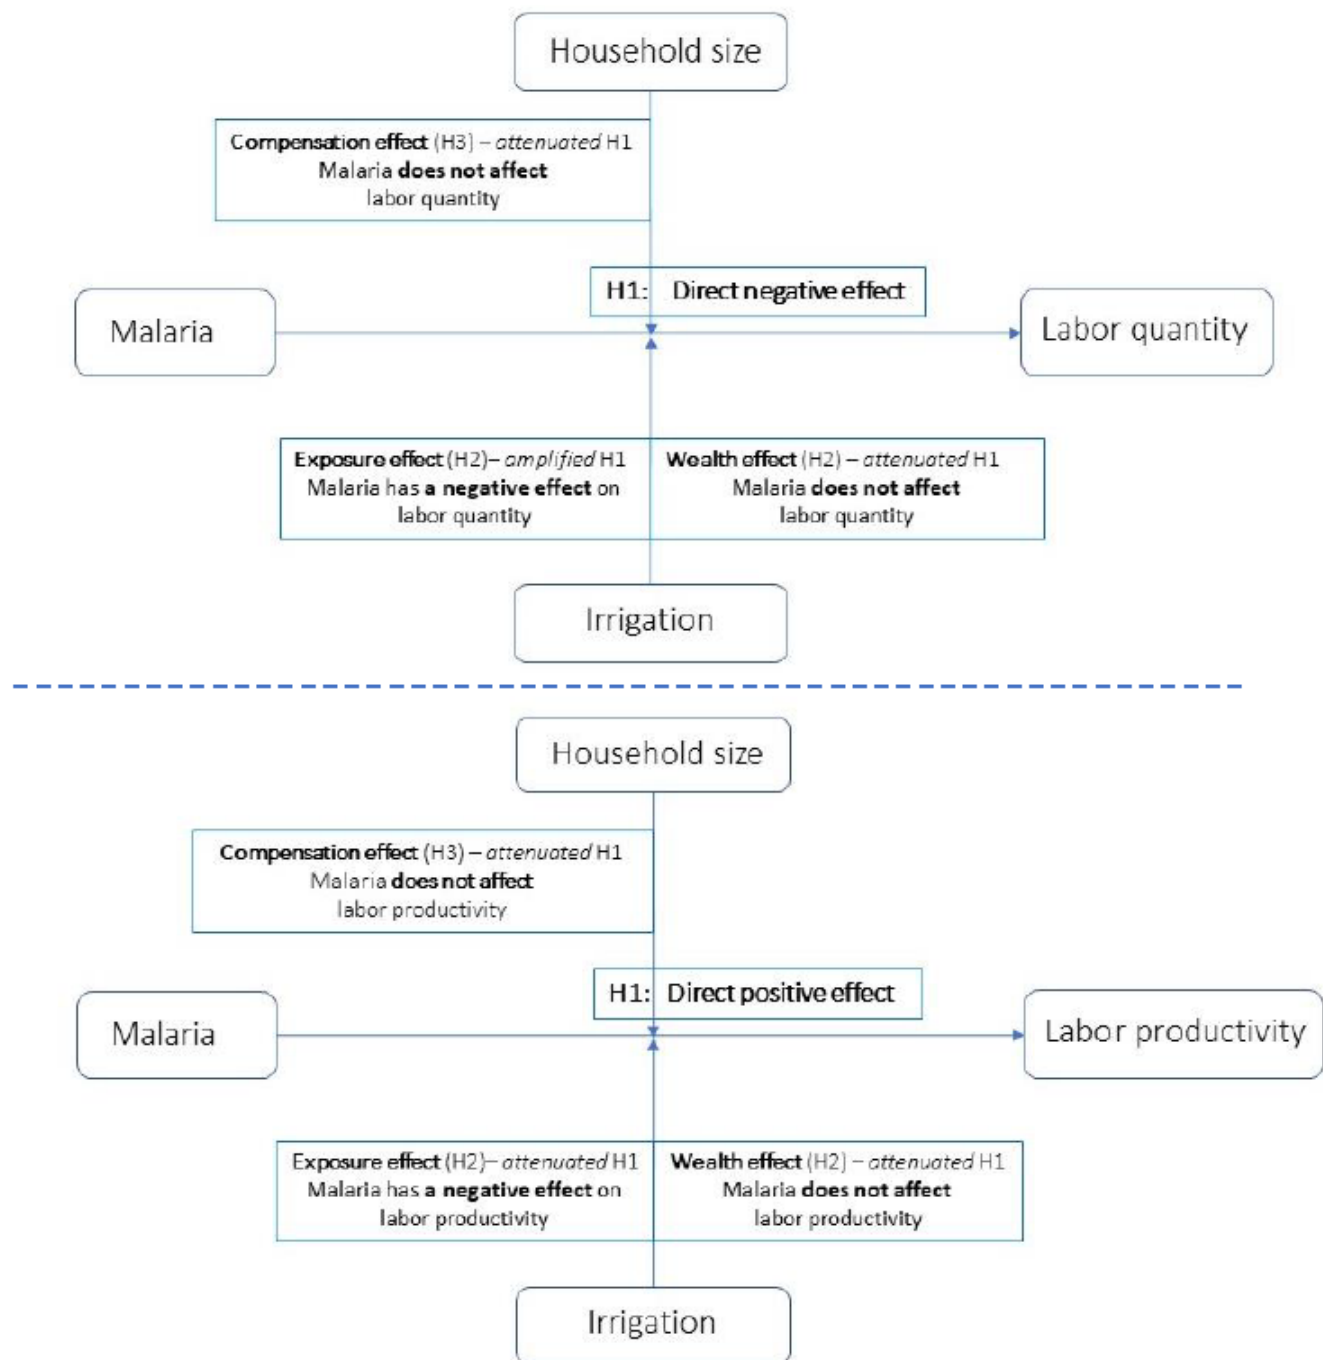 Household size
Compensation effect (H3) – attenuated H1
Malaria does not affect
labor quantity
H1: Direct negative effect
Malaria
Labor quantity
Exposure effect (H2)– amplified H1
Malaria has a negative effect on
labor quantity
Wealth effect (H2) – attenuated H1
Malaria does not affect
labor quantity
Irrigation
Household size
Compensation effect (H3) – attenuated H1
Malaria does not affect
labor productivity
H1: Direct positive effect
Malaria
Labor productivity
Exposure effect (H2)– attenuated H1
Malaria has a negative effect on
labor productivity
Wealth effect (H2) – attenuated H1
Malaria does not affect
labor productivity
Irrigation